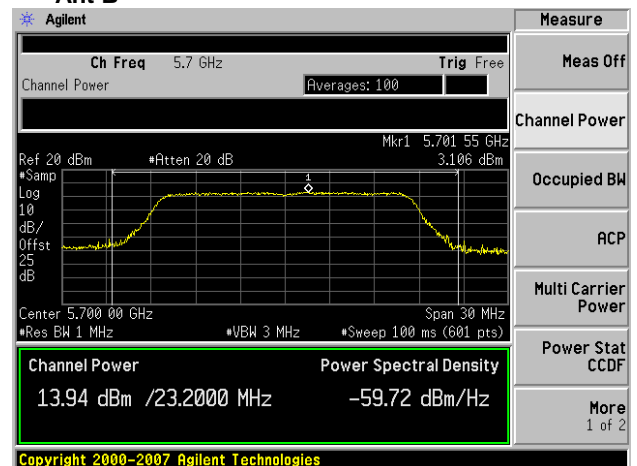 Ant B
Agilent
Measure
Ch Freq 5.7 GHz Trig Free
Channel Power Averages: 100
Meas Off
Channel Power
Mkr1 5.701 55 GHz
Ref 20 dBm #Atten 20 dB 3.106 dBm
#Samp
Log
10
dB/
Offst
25
dB
1
Occupied BW
ACP
Multi Carrier
Power
Center 5.700 00 GHz Span 30 MHz
#Res BW 1 MHz #VBW 3 MHz #Sweep 100 ms (601 pts)
Channel Power Power Spectral Density
13.94 dBm /23.2000 MHz -59.72 dBm/Hz
Power Stat
CCDF
More
1 of 2
Copyright 2000-2007 Agilent Technologies